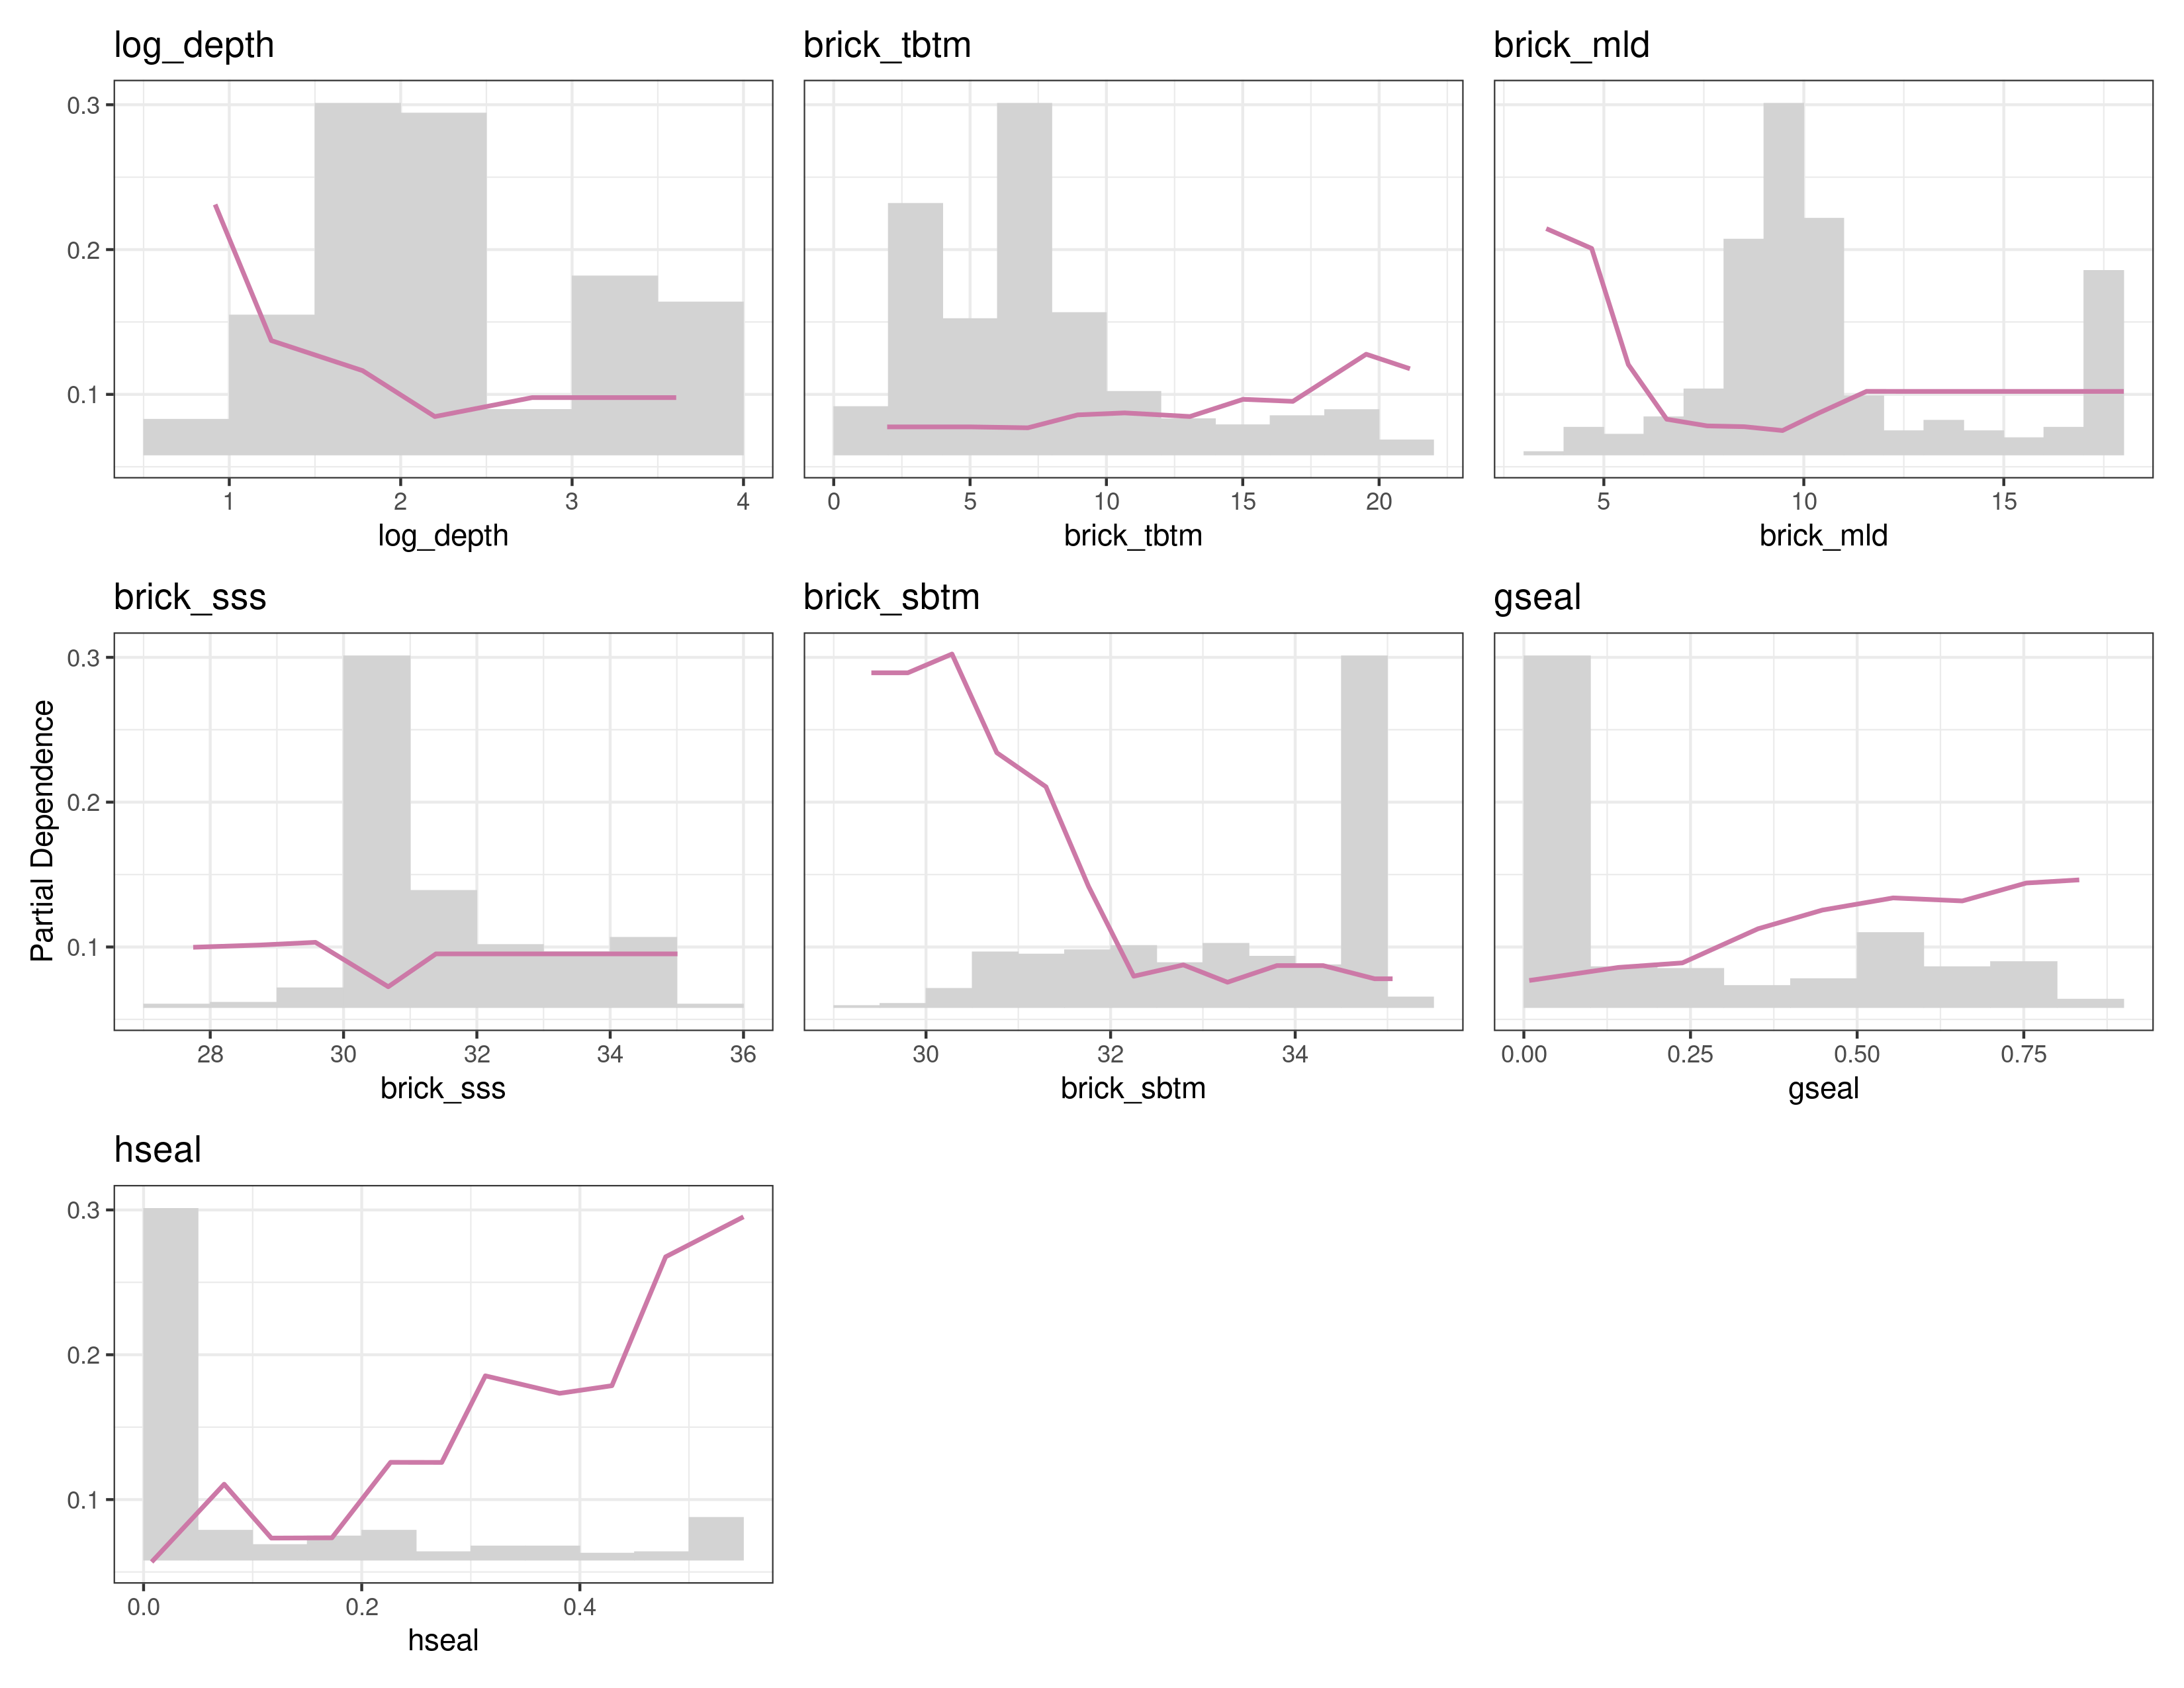 log_depth
brick_tbtm
brick_mld
0.3
0.2
0.1
1 2 3 4
0 5 10 15 20
5 10 15
log_depth
brick_tbtm
brick_mld
brick_sss
brick_sbtm
gseal
Partial Dependence
0.3
0.2
0.1
28 30 32 34 36
30 32 34
0.00 0.25 0.50 0.75
brick_sss
brick_sbtm
gseal
hseal
0.3
0.2
0.1
0.0 0.2 0.4
hseal